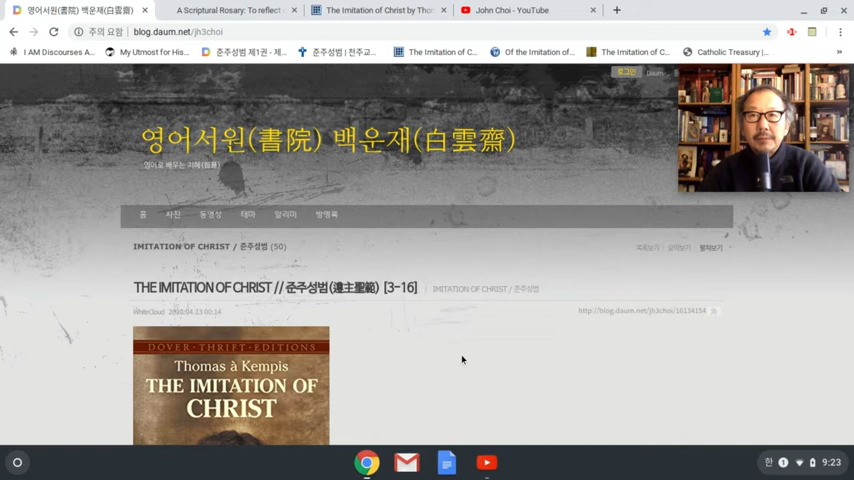 영어서원(書院) 백운재(白雲齋)
A Scriptural Rosary: To reflect
The Imitation of Christ by Thor
John Choi - YouTube
주의 요함
blog.daum.net/jh3choi
I AM Discourses A...
My Utmost for His...
준주성범 제1권 - 제...
준주성범 | 천주교...
The Imitation of C...
Of the Imitation of...
The Imitation of C...
Catholic Treasury |...
로그인
Daum
영어서원(書院) 백운재(白雲齋)
영어로 배우는 지혜(智慧)
홈 사진 동영상 테마 알리미 방명록
IMITATION OF CHRIST / 준주성범 (50)
목록보기 요약보기 펼쳐보기
THE IMITATION OF CHRIST // 준주성범(遵主聖範) [3-16]
IMITATION OF CHRIST / 준주성범
WhiteCloud 2020.04.13 00:14
http://blog.daum.net/jh3choi/16134154
DOVER·THRIFT·EDITIONS
Thomas à Kempis
THE IMITATION OF
CHRIST
한
1
9:23